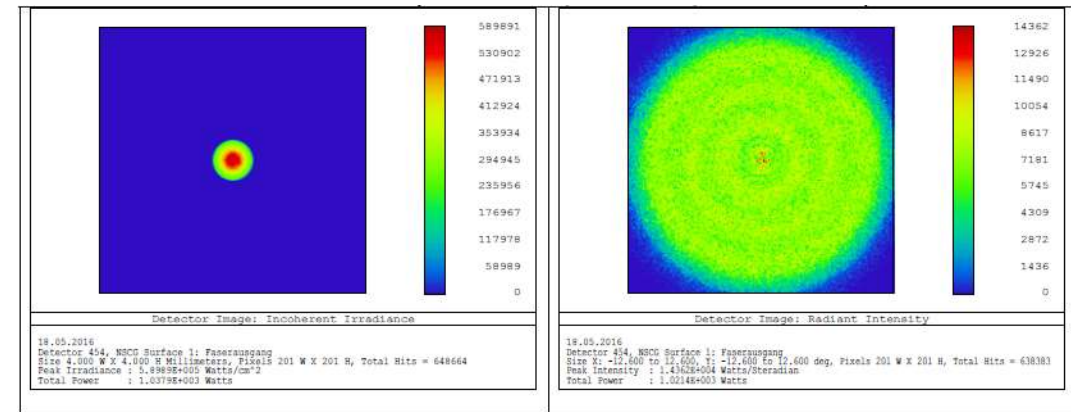 589891
530902
471913
412924
353934
294945
235956
176967
117978
58989
0
Detector Image: Incoherent Irradiance
18.05.2016
Detector 454, NSCG Surface 1: Faserausgang
Size 4.000 W X 4.000 H Millimeters, Pixels 201 W X 201 H, Total Hits = 648664
Peak Irradiance : 5.8989E+005 Watts/cm^2
Total Power : 1.0379E+003 Watts
14362
12926
11490
10054
8617
7181
5745
4309
2872
1436
0
Detector Image: Radiant Intensity
18.05.2016
Detector 454, NSCG Surface 1: Faserausgang
Size X: -12.600 to 12.600, Y: -12.600 to 12.600 deg, Pixels 201 W X 201 H, Total Hits = 638383
Peak Intensity : 1.4362E+004 Watts/Steradian
Total Power : 1.0214E+003 Watts